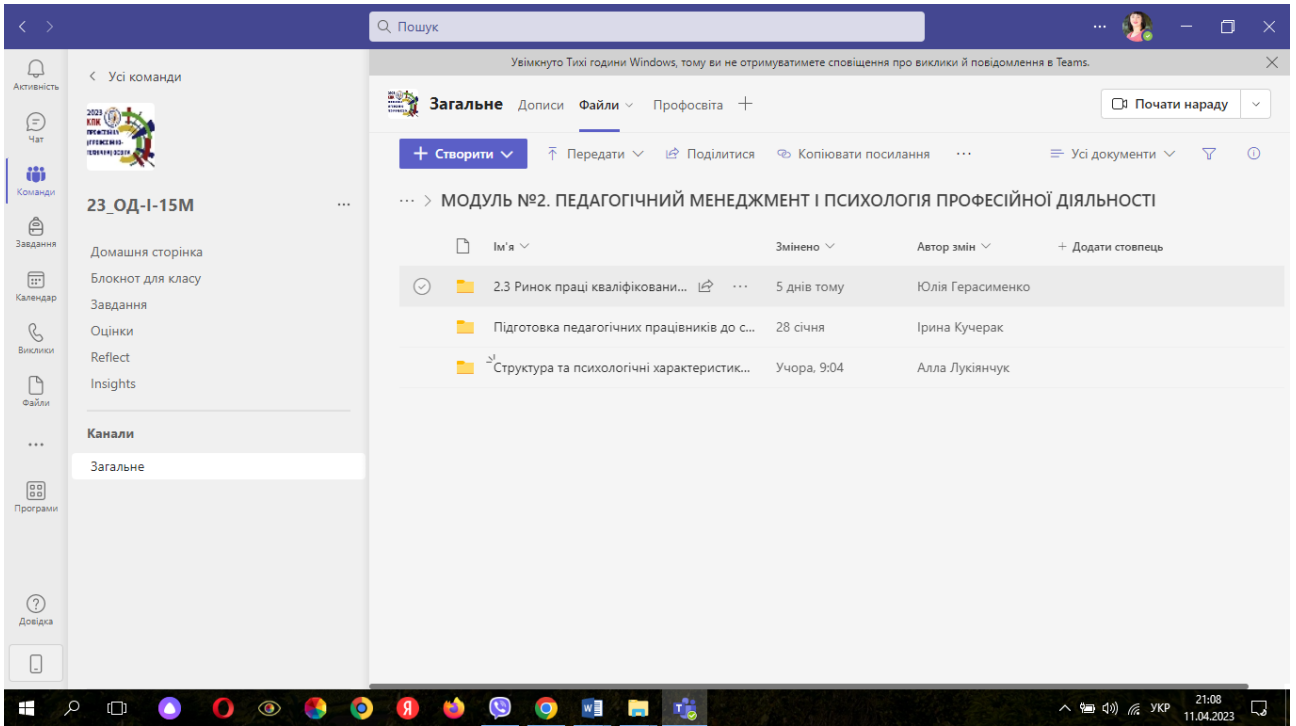 Пошук
Увімкнуто Тихі години Windows, тому ви не отримуватимете сповіщення про виклики й повідомлення в Teams.
Активність
Чат
Команди
Завдання
Календар
Виклики
Файли
Програми
Довідка
Усі команди
2023
КПК
23_ОД-І-15М
Домашня сторінка
Блокнот для класу
Завдання
Оцінки
Reflect
Insights
Канали
Загальне
Загальне Дописи Файли Профосвіта
Почати нараду
Створити Передати Поділитися Копіювати посилання ... Усі документи
... > МОДУЛЬ №2. ПЕДАГОГІЧНИЙ МЕНЕДЖМЕНТ І ПСИХОЛОГІЯ ПРОФЕСІЙНОЇ ДІЯЛЬНОСТІ
Ім'я Змінено Автор змін + Додати стовпець
2.3 Ринок праці кваліфіковани... 5 днів тому Юлія Герасименко
Підготовка педагогічних працівників до с... 28 січня Ірина Кучерак
Структура та психологічні характеристик... Учора, 9:04 Алла Лукіянчук
УКР
21:08
11.04.2023